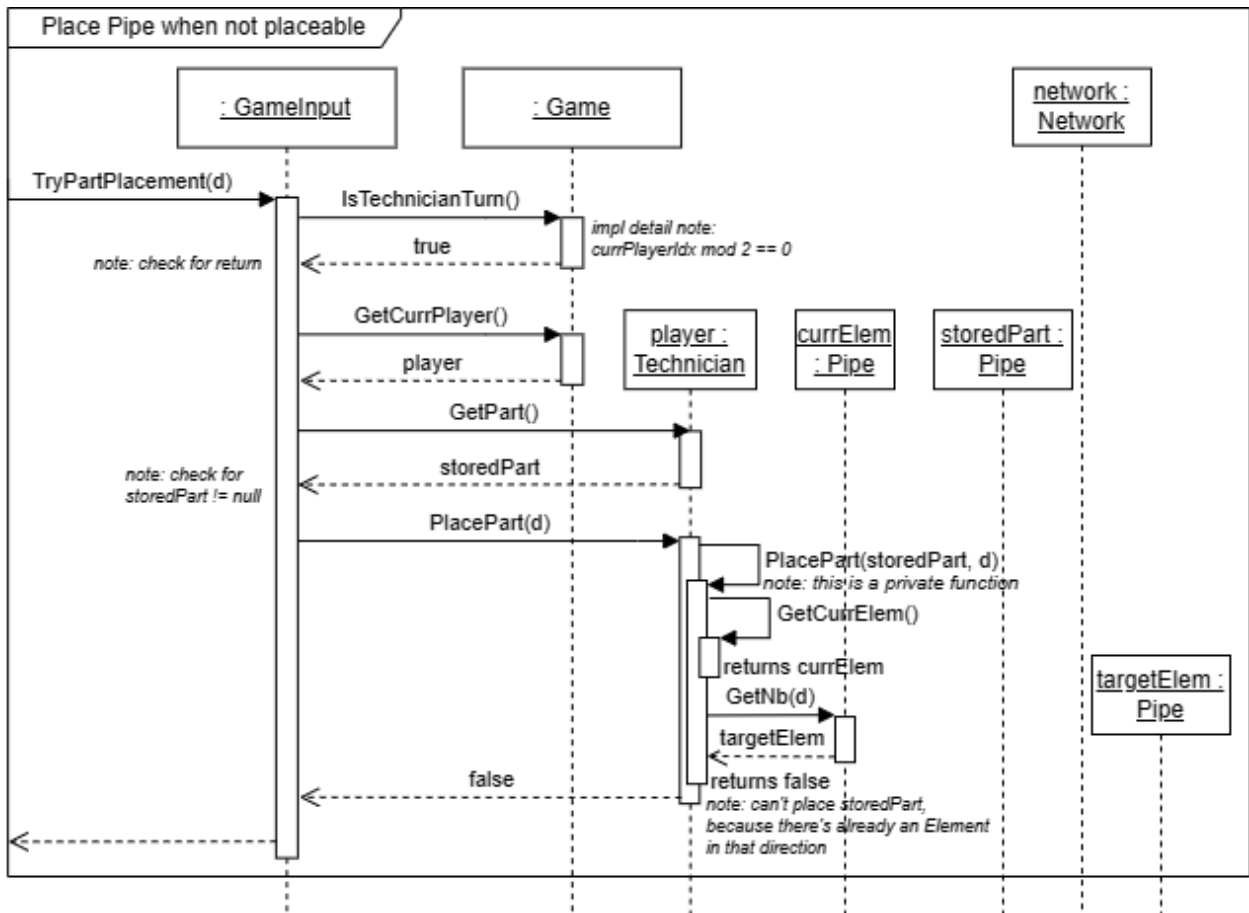 Place Pipe when not placeable
: GameInput
: Game
network :
Network
TryPartPlacement(d)
IsTechnicianTurn()
impl detail note:
currPlayerIdx mod 2 == 0
true
note: check for return
GetCurrPlayer()
player :
Technician
currElem
: Pipe
storedPart :
Pipe
player
GetPart()
storedPart
note: check for
storedPart != null
PlacePart(d)
PlacePart(storedPart, d)
note: this is a private function
GetCurrElem()
returns currElem
targetElem :
Pipe
GetNb(d)
targetElem
false
returns false
note: can't place storedPart,
because there's already an Element
in that direction